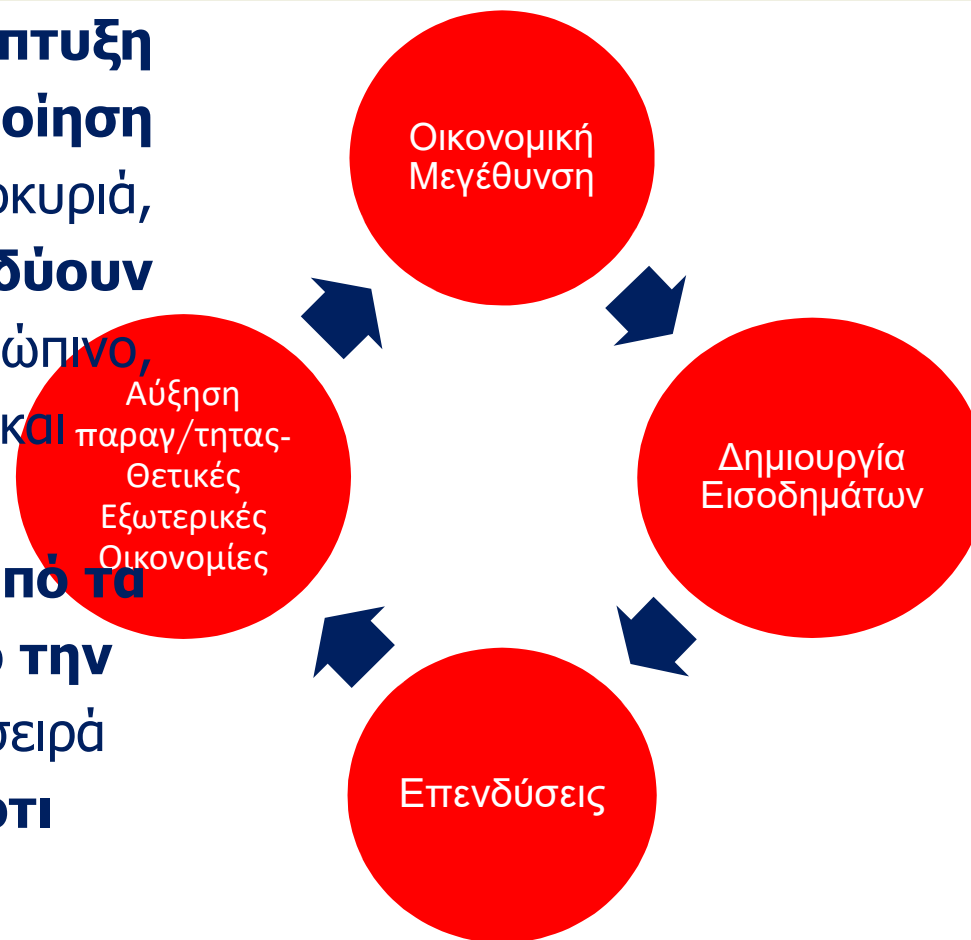 πτυξη
οίηση
οκυριά,
δύουν
ώπινο,
και
πό τα
ο την
σειρά
ότι
Οικονομική
Μεγέθυνση
Δημιουργία
Εισοδημάτων
Επενδύσεις
Αύξηση
παραγ/τητας-
Θετικές
Εξωτερικές
Οικονομίες